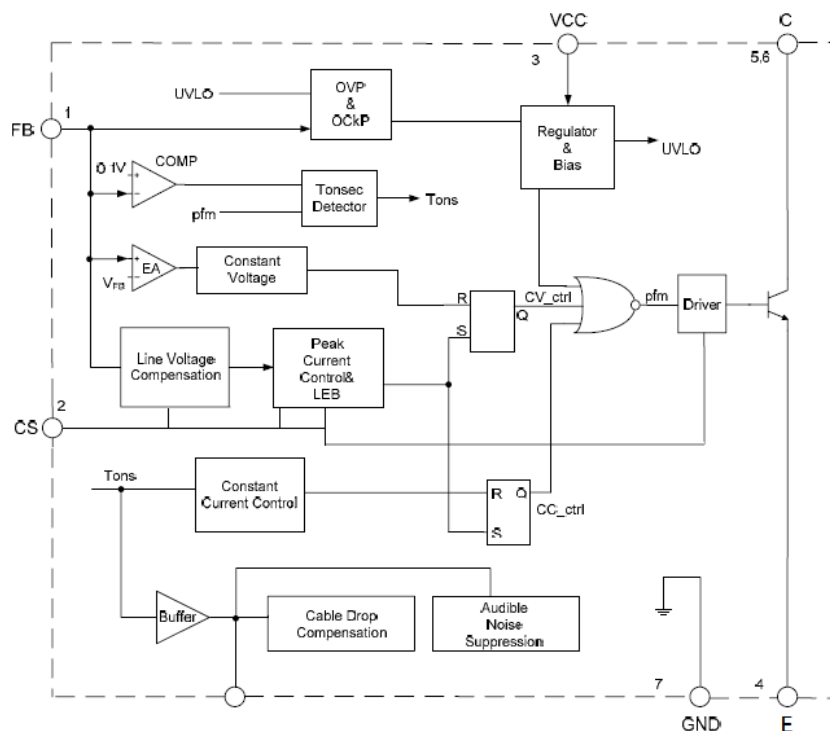 VCC
C
3
5,6
UVLO
OVP
&
OCkP
1
FB
Regulator
&
Bias
UVLO
0.1V
COMP
+
-
Tonsec
Detector
Tons
pfm
+
-
EA
VFB
Constant
Voltage
R
S
Q
CV_ctrl
pfm
Driver
Line Voltage
Compensation
Peak
Current
Control&
LEB
2
CS
Tons
Constant
Current Control
R
Q
S
CC_ctrl
Buffer
Cable Drop
Compensation
Audible
Noise
Suppression
7
4
GND
E